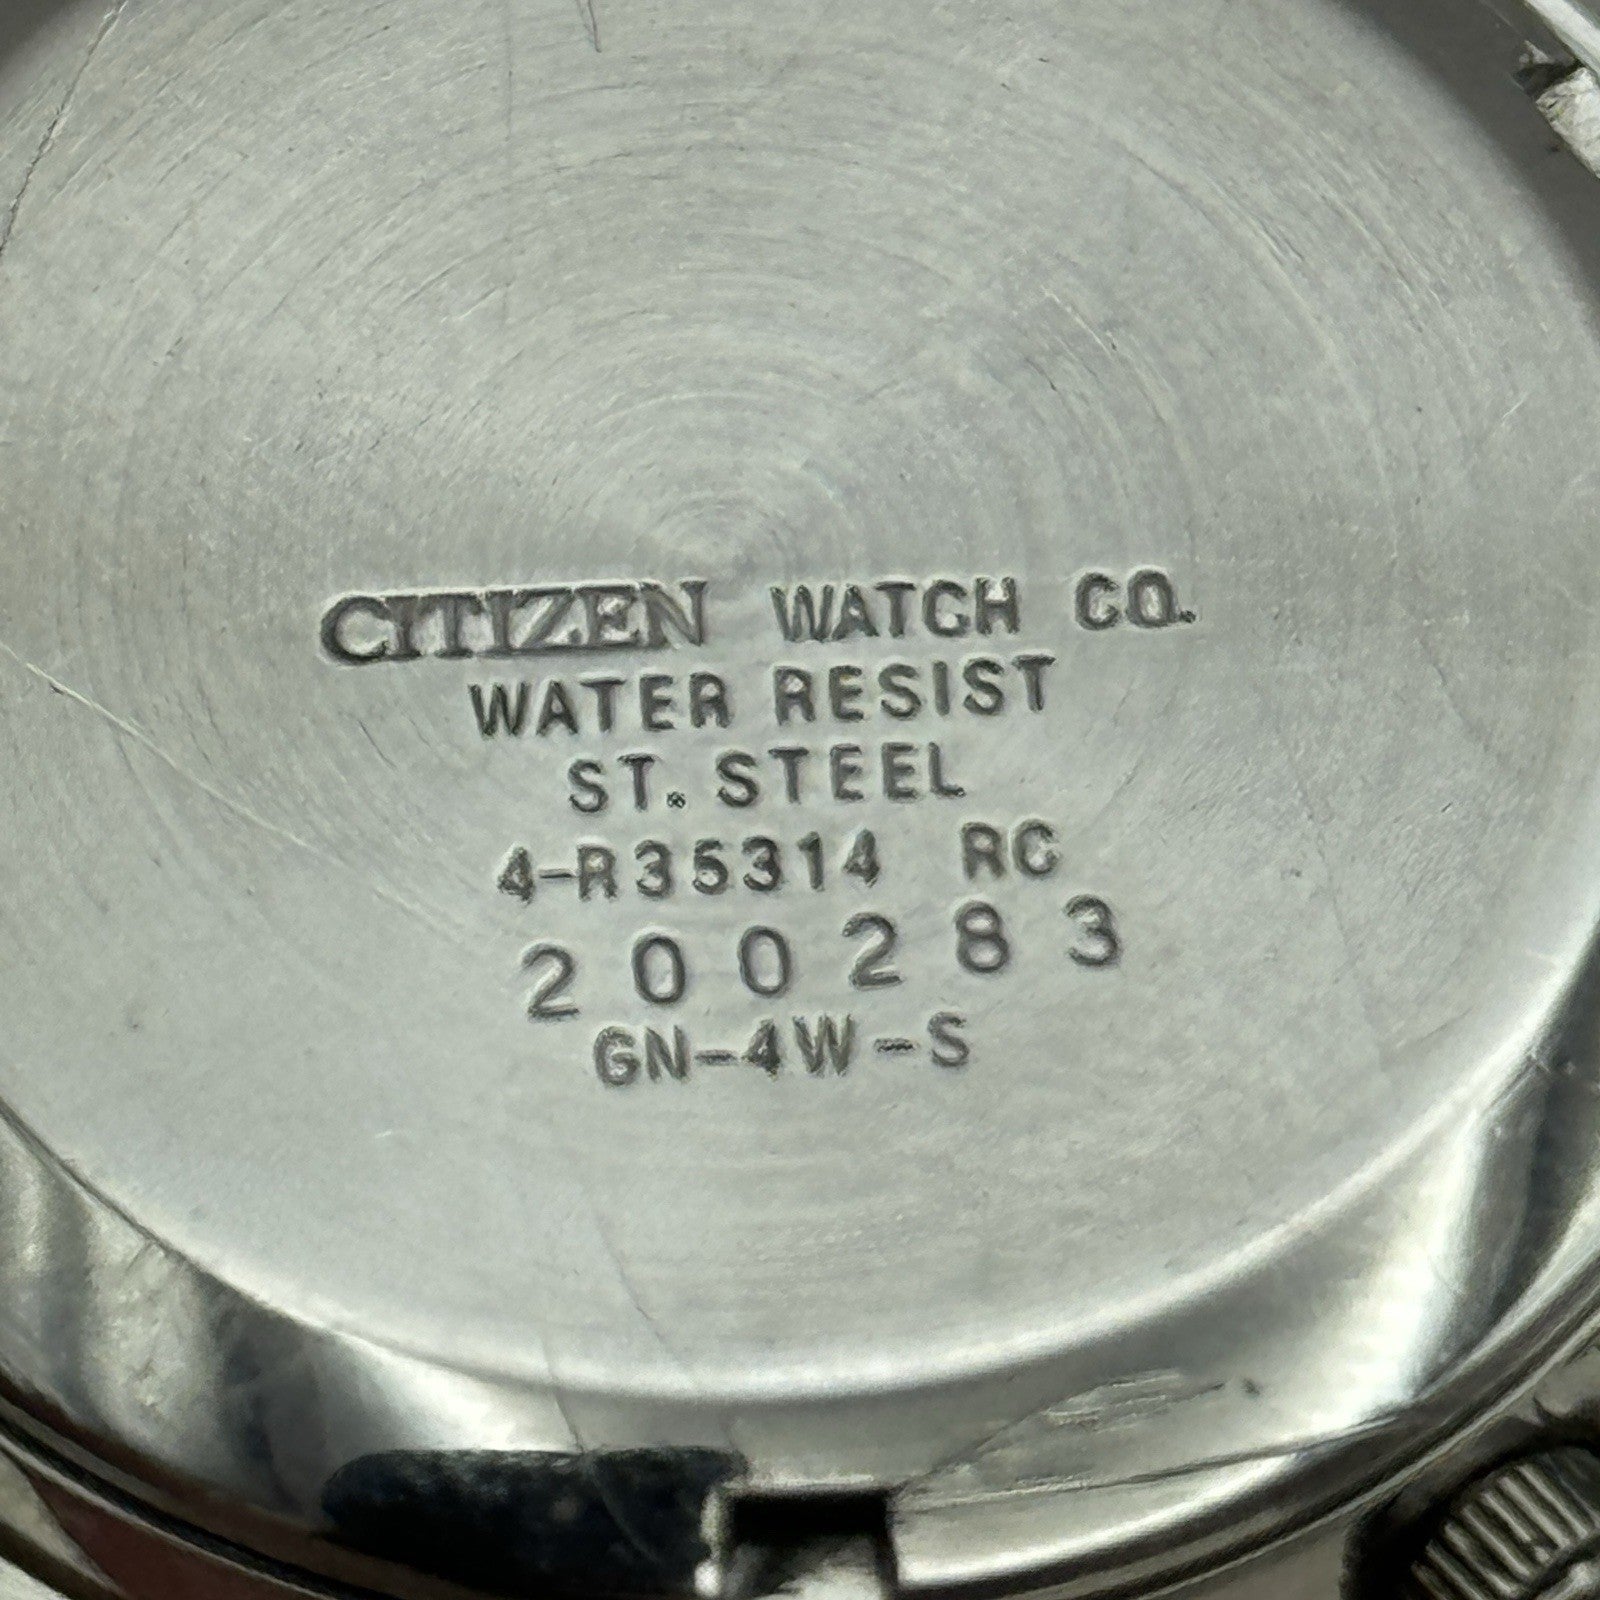 CITIZEN WATCH CO.
WATER RESIST
ST. STEEL
4-R35314 RC
200283
GN-4W-S